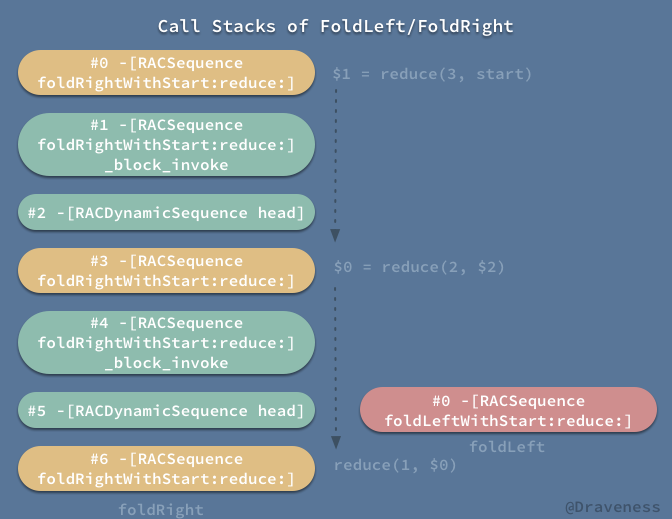 Call Stacks of FoldLeft/FoldRight
#0 -[RACSequence
foldRightWithStart:reduce:]
$1 = reduce(3, start)
#1 -[RACSequence
foldRightWithStart:reduce:]
_block_invoke
#2 -[RACDynamicSequence head]
#3 -[RACSequence
foldRightWithStart:reduce:]
$0 = reduce(2, $2)
#4 -[RACSequence
foldRightWithStart:reduce:]
_block_invoke
#5 -[RACDynamicSequence head]
#0 -[RACSequence
foldLeftWithStart:reduce:]
foldLeft
#6 -[RACSequence
foldRightWithStart:reduce:]
reduce(1, $0)
foldRight
@Draveness